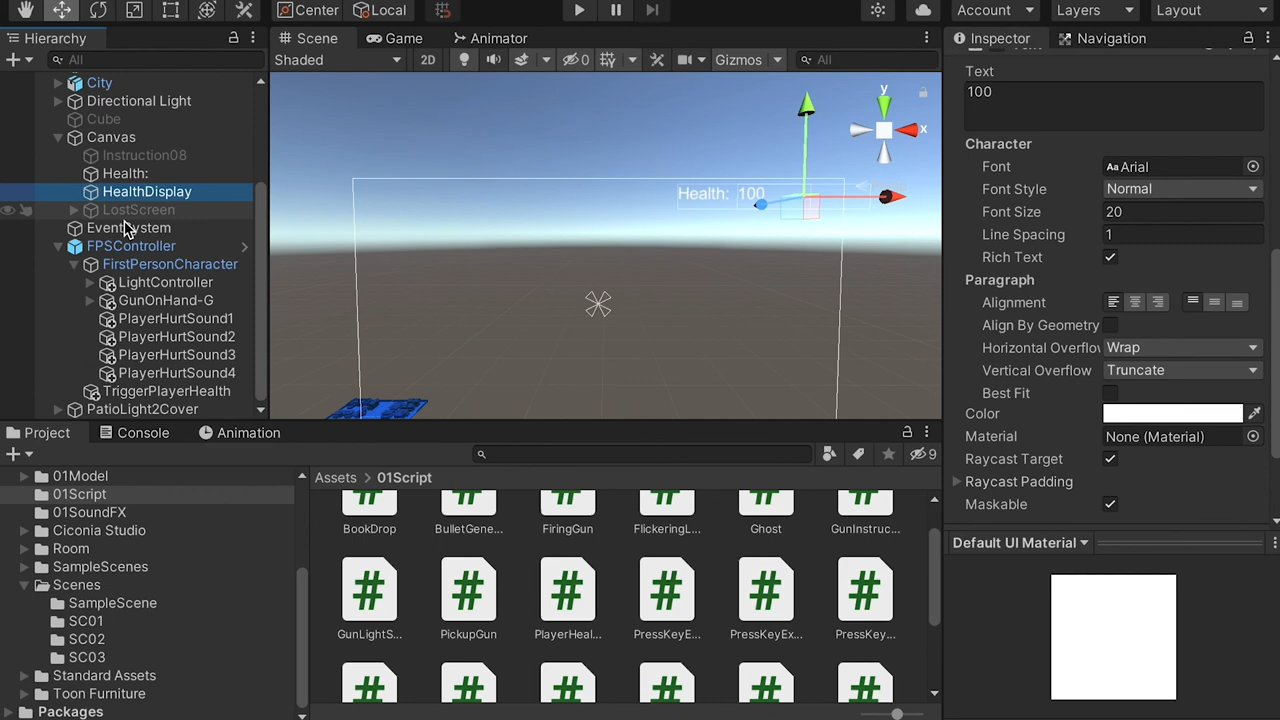 Center Local Account Layers Layout
Hierarchy Scene Game Animator Inspector Navigation
All Shaded 2D 0 Gizmos All
City
Directional Light
Cube
Canvas
Instruction08
Health:
HealthDisplay
LostScreen
EventSystem
FPSController
FirstPersonCharacter
LightController
GunOnHand-G
PlayerHurtSound1
PlayerHurtSound2
PlayerHurtSound3
PlayerHurtSound4
TriggerPlayerHealth
PatioLight2Cover
y
x
Health: 100
Text
100
Character
Font Aa Arial
Font Style Normal
Font Size 20
Line Spacing 1
Rich Text
Paragraph
Alignment
Align By Geometry
Horizontal Overflow Wrap
Vertical Overflow Truncate
Best Fit
Color
Material None (Material)
Raycast Target
Raycast Padding
Maskable
Default UI Material
Project Console Animation
9
01Model
01Script
01SoundFX
Ciconia Studio
Room
SampleScenes
Scenes
SampleScene
SC01
SC02
SC03
Standard Assets
Toon Furniture
Packages
Assets > 01Script
BookDrop BulletGene... FiringGun FlickeringL... Ghost GunInstruc...
# # # # # #
GunLightS... PickupGun PlayerHeal... PressKeyE... PressKeyEx... PressKey...